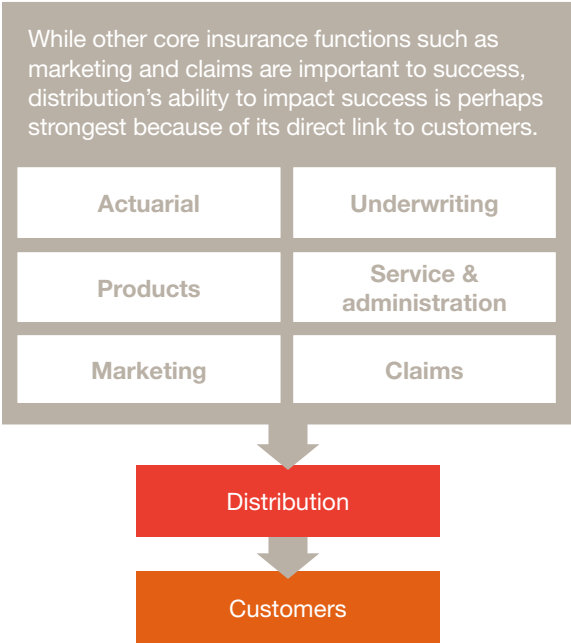 While other core insurance functions such as
marketing and claims are important to success,
distribution’s ability to impact success is perhaps
strongest because of its direct link to customers.
Actuarial
Underwriting
Products
Service &
administration
Marketing
Claims
Distribution
Customers